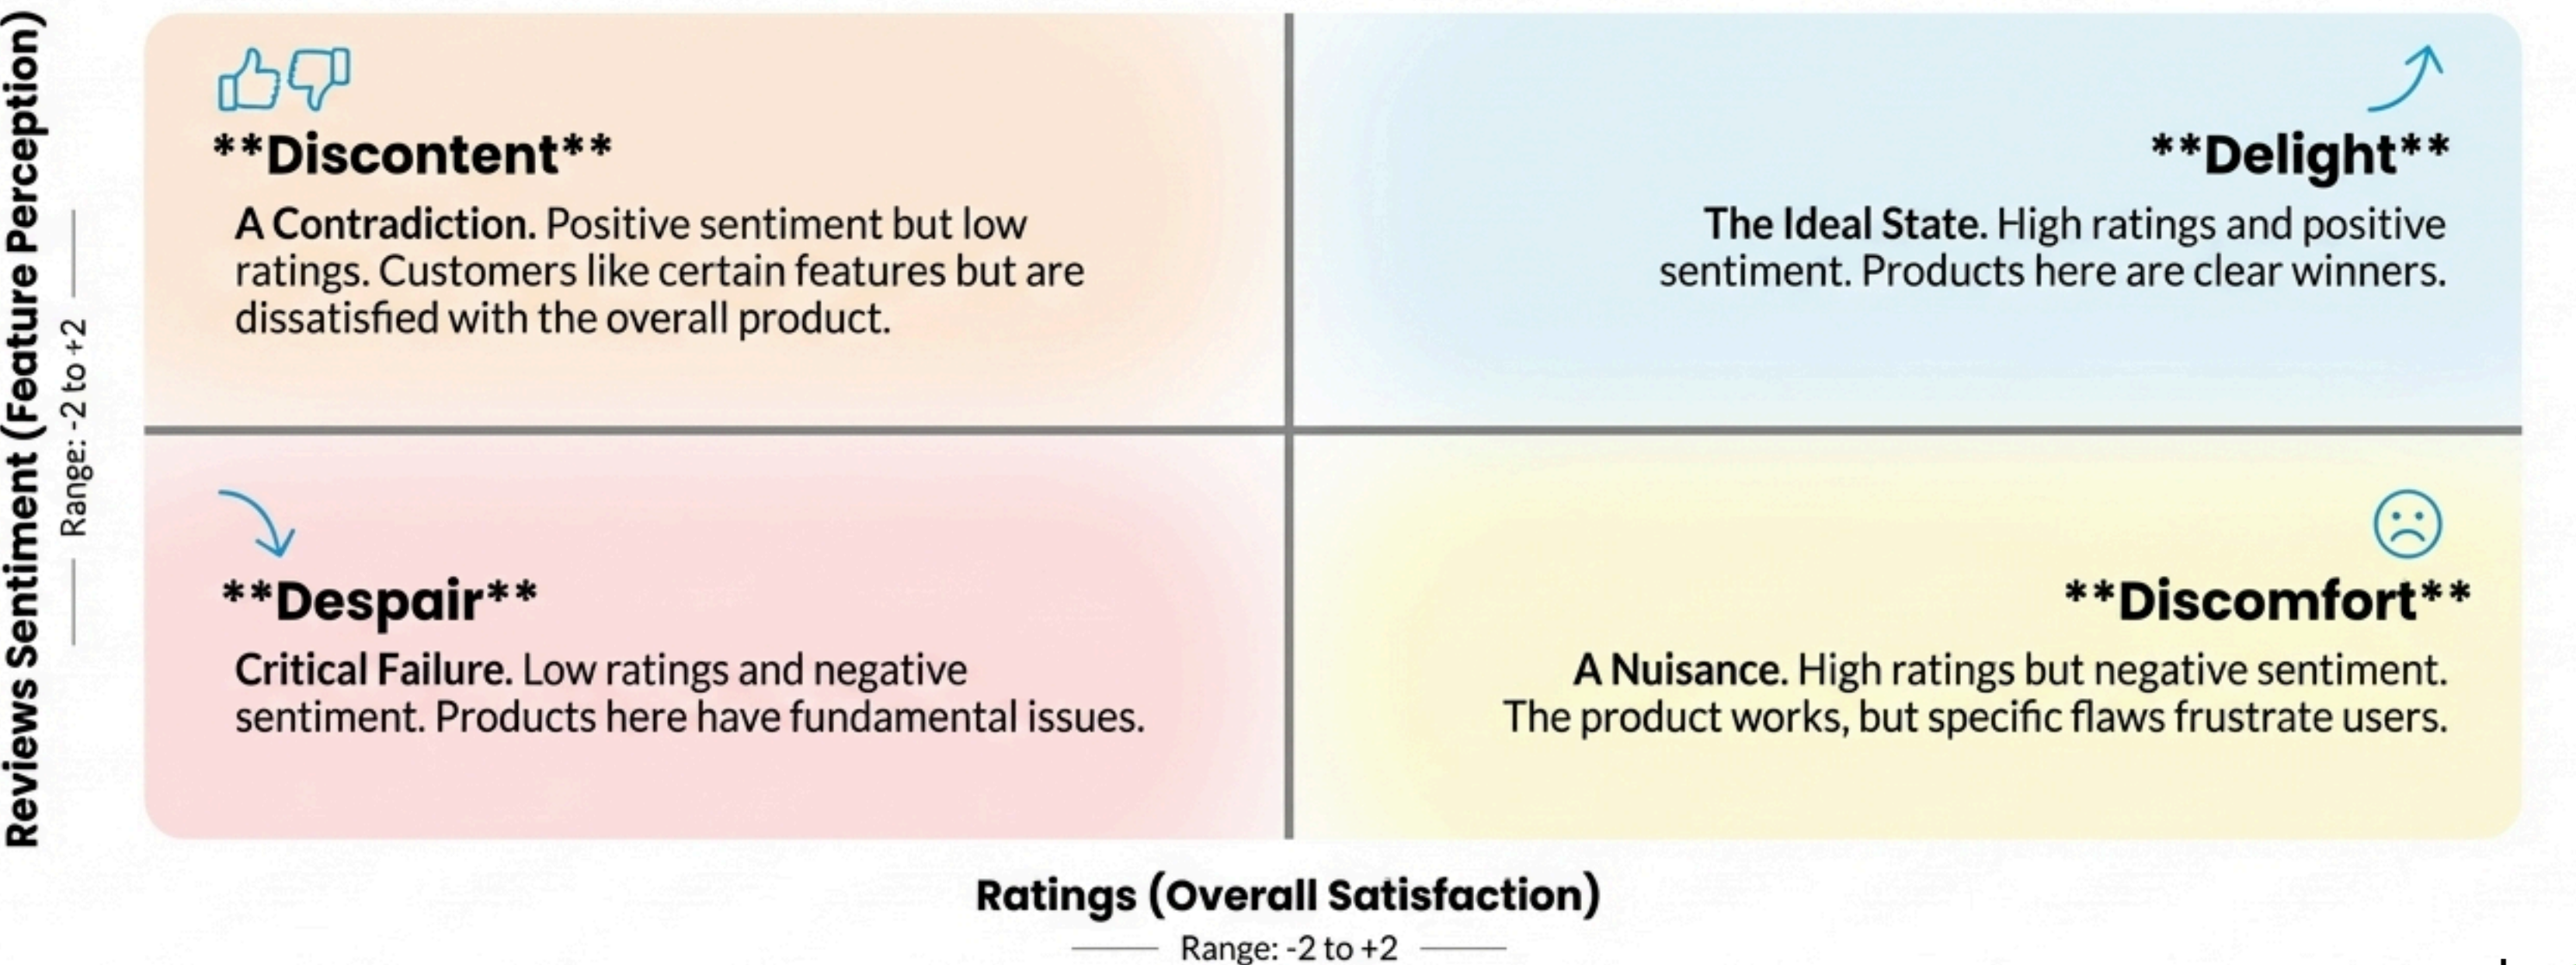 Reviews Sentiment (Feature Perception)
Range: -2 to +2
**Discontent**
A Contradiction. Positive sentiment but low
ratings. Customers like certain features but are
dissatisfied with the overall product.
**Delight**
The Ideal State. High ratings and positive
sentiment. Products here are clear winners.
**Despair**
Critical Failure. Low ratings and negative
sentiment. Products here have fundamental issues.
**Discomfort**
A Nuisance. High ratings but negative sentiment.
The product works, but specific flaws frustrate users.
Ratings (Overall Satisfaction)
Range: -2 to +2